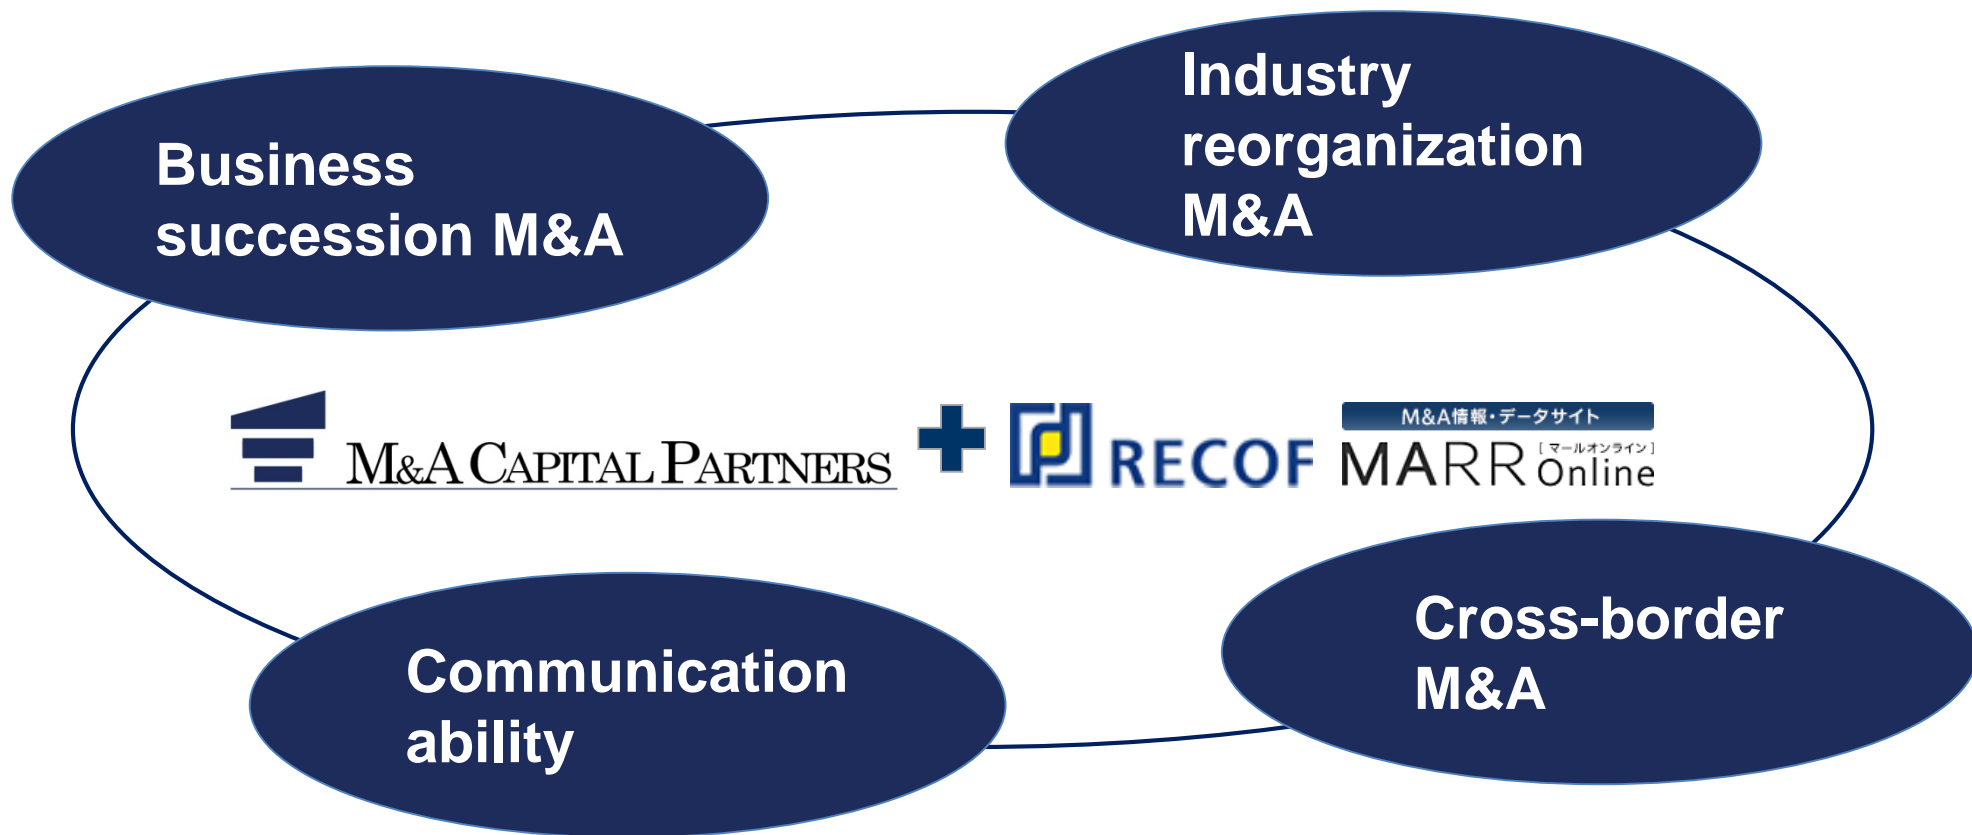 Business
succession M&A
Industry
reorganization
M&A
M&A CAPITAL PARTNERS
RECOF
M&A情報・データサイト
MARR Online
[マールオンライン]
Communication
ability
Cross-border
M&A